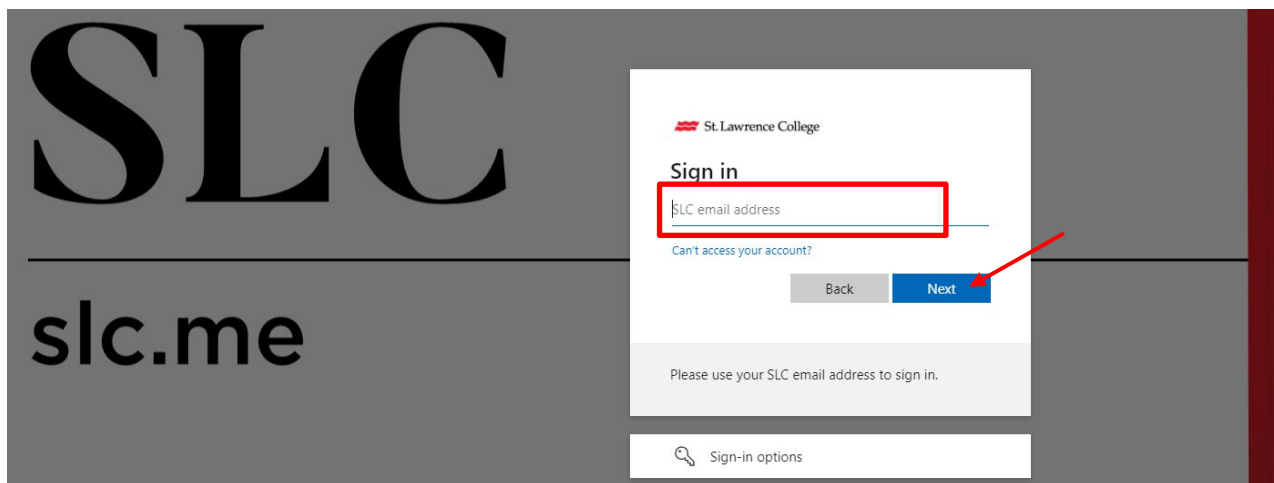 SLC
slc.me
St. Lawrence College
Sign in
SLC email address
Can't access your account?
Back
Next
Please use your SLC email address to sign in.
Sign-in options